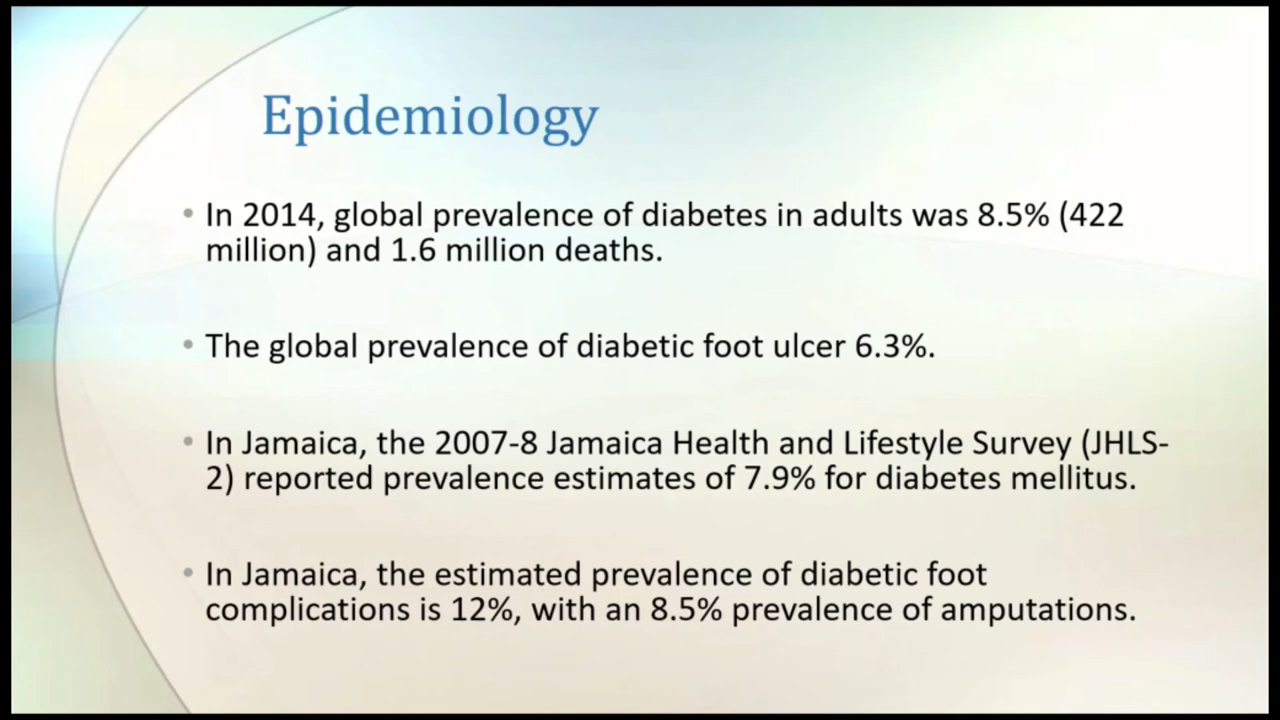 Epidemiology
• In 2014, global prevalence of diabetes in adults was 8.5% (422
million) and 1.6 million deaths.
• The global prevalence of diabetic foot ulcer 6.3%.
• In Jamaica, the 2007-8 Jamaica Health and Lifestyle Survey (JHLS-
2) reported prevalence estimates of 7.9% for diabetes mellitus.
• In Jamaica, the estimated prevalence of diabetic foot
complications is 12%, with an 8.5% prevalence of amputations.